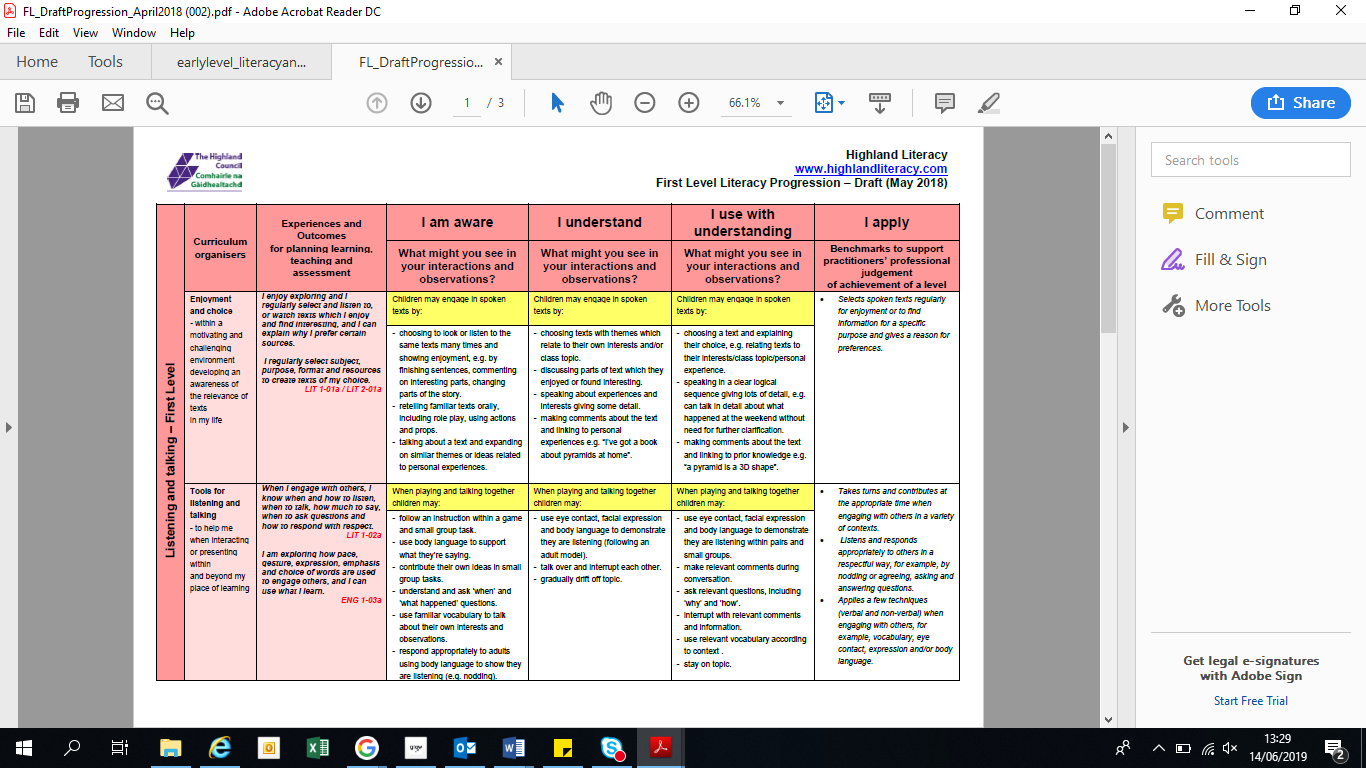 FL_DraftProgression_April2018 (002).pdf - Adobe Acrobat Reader DC
File Edit View Window Help
Home Tools earlylevel_literacyan... FL_DraftProgressio... ×
1 / 3 66.1% Share
The Highland
Council
Comhairle na
Gàidhealtachd
Highland Literacy
www.highlandliteracy.com
First Level Literacy Progression – Draft (May 2018)
Listening and talking – First Level
Curriculum
organisers
Experiences and
Outcomes
for planning learning,
teaching and
assessment
I am aware
What might you see in
your interactions and
observations?
I understand
What might you see in
your interactions and
observations?
I use with
understanding
What might you see in
your interactions and
observations?
I apply
Benchmarks to support
practitioners' professional
judgement
of achievement of a level
Enjoyment
and choice
- within a
motivating and
challenging
environment
developing an
awareness of
the relevance of
texts
in my life
I enjoy exploring and I
regularly select and listen to,
or watch texts which I enjoy
and find interesting, and I can
explain why I prefer certain
sources.
I regularly select subject,
purpose, format and resources
to create texts of my choice.
LIT 1-01a / LIT 2-01a
Children may engage in spoken
texts by:
- choosing to look or listen to the
same texts many times and
showing enjoyment, e.g. by
finishing sentences, commenting
on interesting parts, changing
parts of the story.
- retelling familiar texts orally,
including role play, using actions
and props.
- talking about a text and expanding
on similar themes or ideas related
to personal experiences.
Children may engage in spoken
texts by:
- choosing texts with themes which
relate to their own interests and/or
class topic.
- discussing parts of text which they
enjoyed or found interesting.
- speaking about experiences and
interests giving some detail.
- making comments about the text
and linking to personal
experiences e.g. "I've got a book
about pyramids at home".
Children may engage in spoken
texts by:
- choosing a text and explaining
their choice, e.g. relating texts to
their interests/class topic/personal
experience.
- speaking in a clear logical
sequence giving lots of detail, e.g.
can talk in detail about what
happened at the weekend without
need for further clarification.
- making comments about the text
and linking to prior knowledge e.g.
"a pyramid is a 3D shape".
• Selects spoken texts regularly
for enjoyment or to find
information for a specific
purpose and gives a reason for
preferences.
Tools for
listening and
talking
- to help me
when interacting
or presenting
within
and beyond my
place of learning
When I engage with others, I
know when and how to listen,
when to talk, how much to say,
when to ask questions and
how to respond with respect.
LIT 1-02a
I am exploring how pace,
gesture, expression, emphasis
and choice of words are used
to engage others, and I can
use what I learn.
ENG 1-03a
When playing and talking together
children may:
- follow an instruction within a game
and small group task.
- use body language to support
what they're saying.
- contribute their own ideas in small
group tasks.
- understand and ask 'when' and
'what happened' questions.
- use familiar vocabulary to talk
about their own interests and
observations.
- respond appropriately to adults
using body language to show they
are listening (e.g. nodding).
When playing and talking together
children may:
- use eye contact, facial expression
and body language to demonstrate
they are listening (following an
adult model).
- talk over and interrupt each other.
- gradually drift off topic.
When playing and talking together
children may:
- use eye contact, facial expression
and body language to demonstrate
they are listening within pairs and
small groups.
- make relevant comments during
conversation.
- ask relevant questions, including
'why' and 'how'.
- interrupt with relevant comments
and information.
- use relevant vocabulary according
to context .
- stay on topic.
• Takes turns and contributes at
the appropriate time when
engaging with others in a variety
of contexts.
• Listens and responds
appropriately to others in a
respectful way, for example, by
nodding or agreeing, asking and
answering questions.
• Applies a few techniques
(verbal and non-verbal) when
engaging with others, for
example, vocabulary, eye
contact, expression and/or body
language.
Search tools
Comment
Fill & Sign
More Tools
Get legal e-signatures
with Adobe Sign
Start Free Trial
13:29
14/06/2019
2